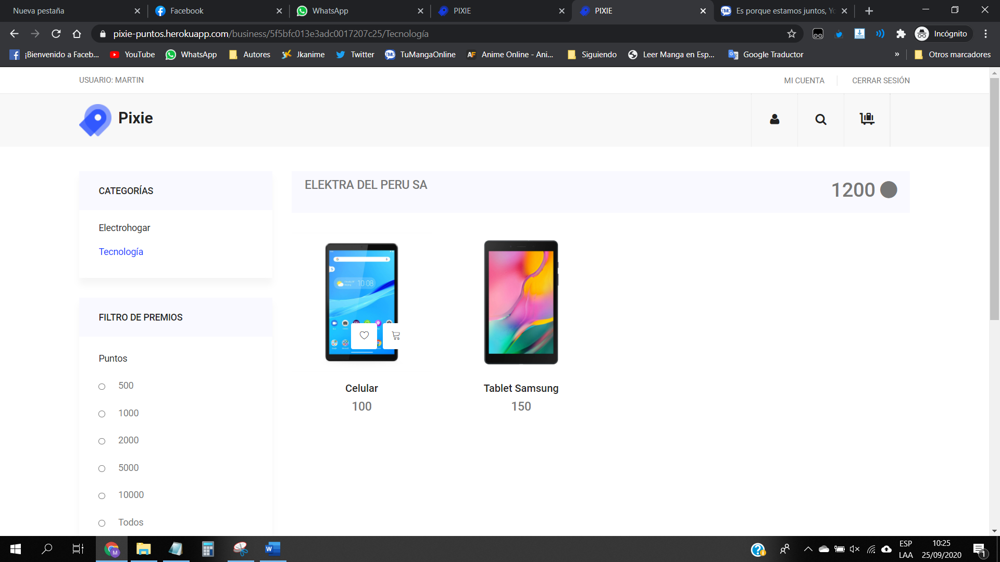 Nueva pestaña
Facebook
WhatsApp
PIXIE
PIXIE
Es porque estamos juntos, Yo
pixie-puntos.herokuapp.com/business/5f5bfc013e3adc0017207c25/Tecnología
Incógnito
¡Bienvenido a Faceb...
YouTube
WhatsApp
Autores
Jkanime
Twitter
TuMangaOnline
Anime Online - Ani...
Siguiendo
Leer Manga en Esp...
Google Traductor
»
Otros marcadores
USUARIO: MARTIN
MI CUENTA
CERRAR SESIÓN
Pixie
CATEGORÍAS
Electrohogar
Tecnología
FILTRO DE PREMIOS
Puntos
500
1000
2000
5000
10000
Todos
ELEKTRA DEL PERU SA
1200
10:08
Celular
100
Tablet Samsung
150
ESP
LAA
10:25
25/09/2020
1